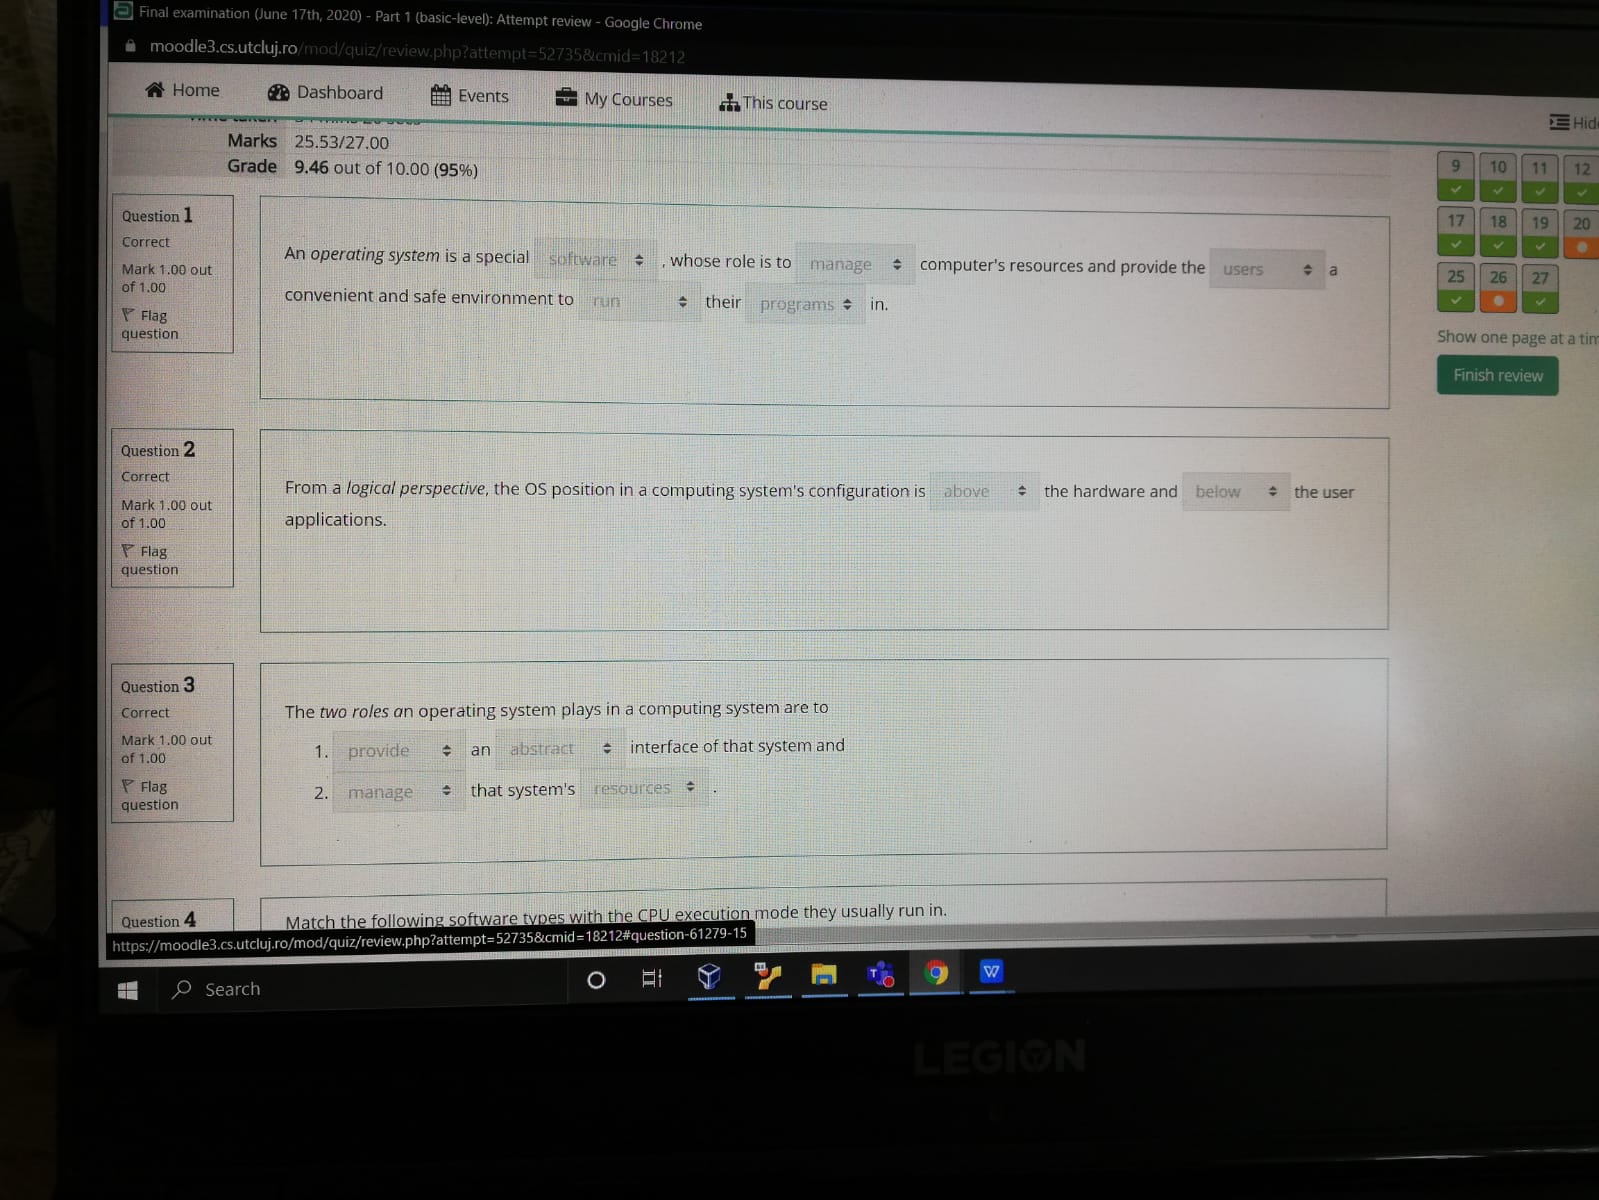 Final examination (June 17th, 2020) - Part 1 (basic-level): Attempt review - Google Chrome
moodle3.cs.utcluj.ro/mod/quiz/review.php?attempt=52735&cmid=18212
Home Dashboard Events My Courses This course
Marks 25.53/27.00
Grade 9.46 out of 10.00 (95%)
Question 1
Correct
Mark 1.00 out
of 1.00
Flag
question
An operating system is a special software , whose role is to manage computer's resources and provide the users a
convenient and safe environment to run their programs in.
Question 2
Correct
Mark 1.00 out
of 1.00
Flag
question
From a logical perspective, the OS position in a computing system's configuration is above the hardware and below the user
applications.
Question 3
Correct
Mark 1.00 out
of 1.00
Flag
question
The two roles an operating system plays in a computing system are to
1. provide an abstract interface of that system and
2. manage that system's resources .
Question 4
Match the following software types with the CPU execution mode they usually run in.
https://moodle3.cs.utcluj.ro/mod/quiz/review.php?attempt=52735&cmid=18212#question-61279-15
9 10 11 12
17 18 19 20
25 26 27
Show one page at a
Finish review
Search
LEGION